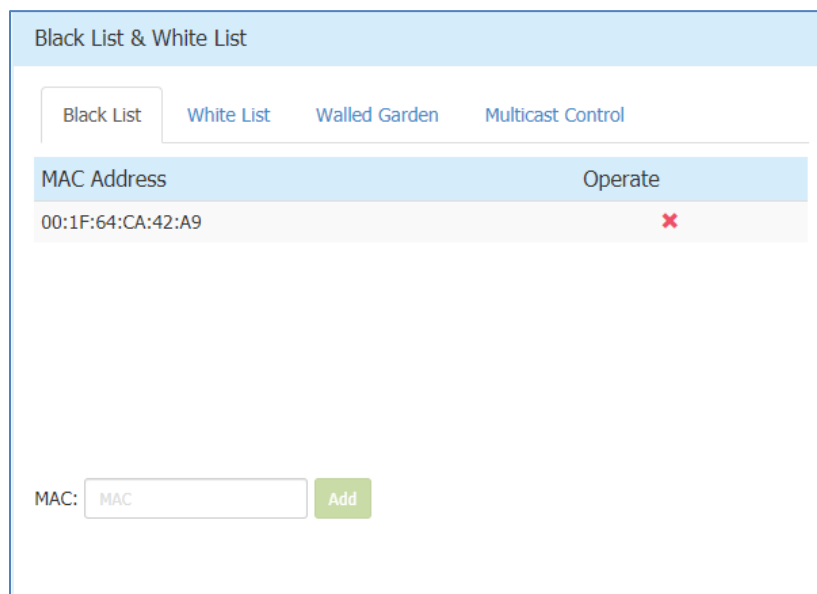 Black List & White List
Black List White List Walled Garden Multicast Control
MAC Address Operate
00:1F:64:CA:42:A9
MAC: MAC Add